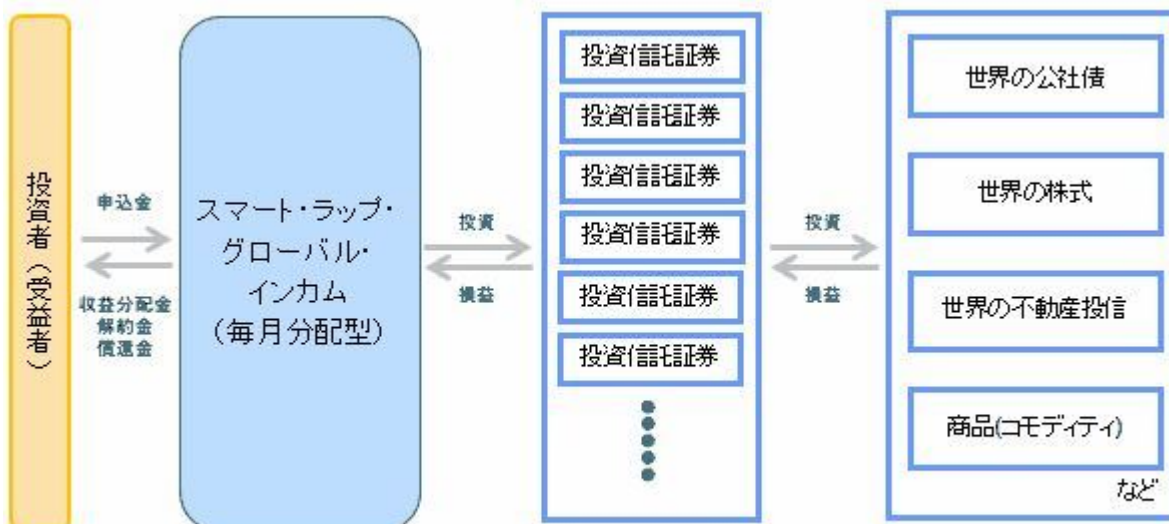 投資者（受益者）
申込金
収益分配金
解約金
償還金
スマート・ラップ・
グローバル・
インカム
（毎月分配型）
投資
損益
投資信託証券
投資信託証券
投資信託証券
投資信託証券
投資信託証券
投資信託証券
投資
損益
世界の公社債
世界の株式
世界の不動産投信
商品(コモディティ)
など